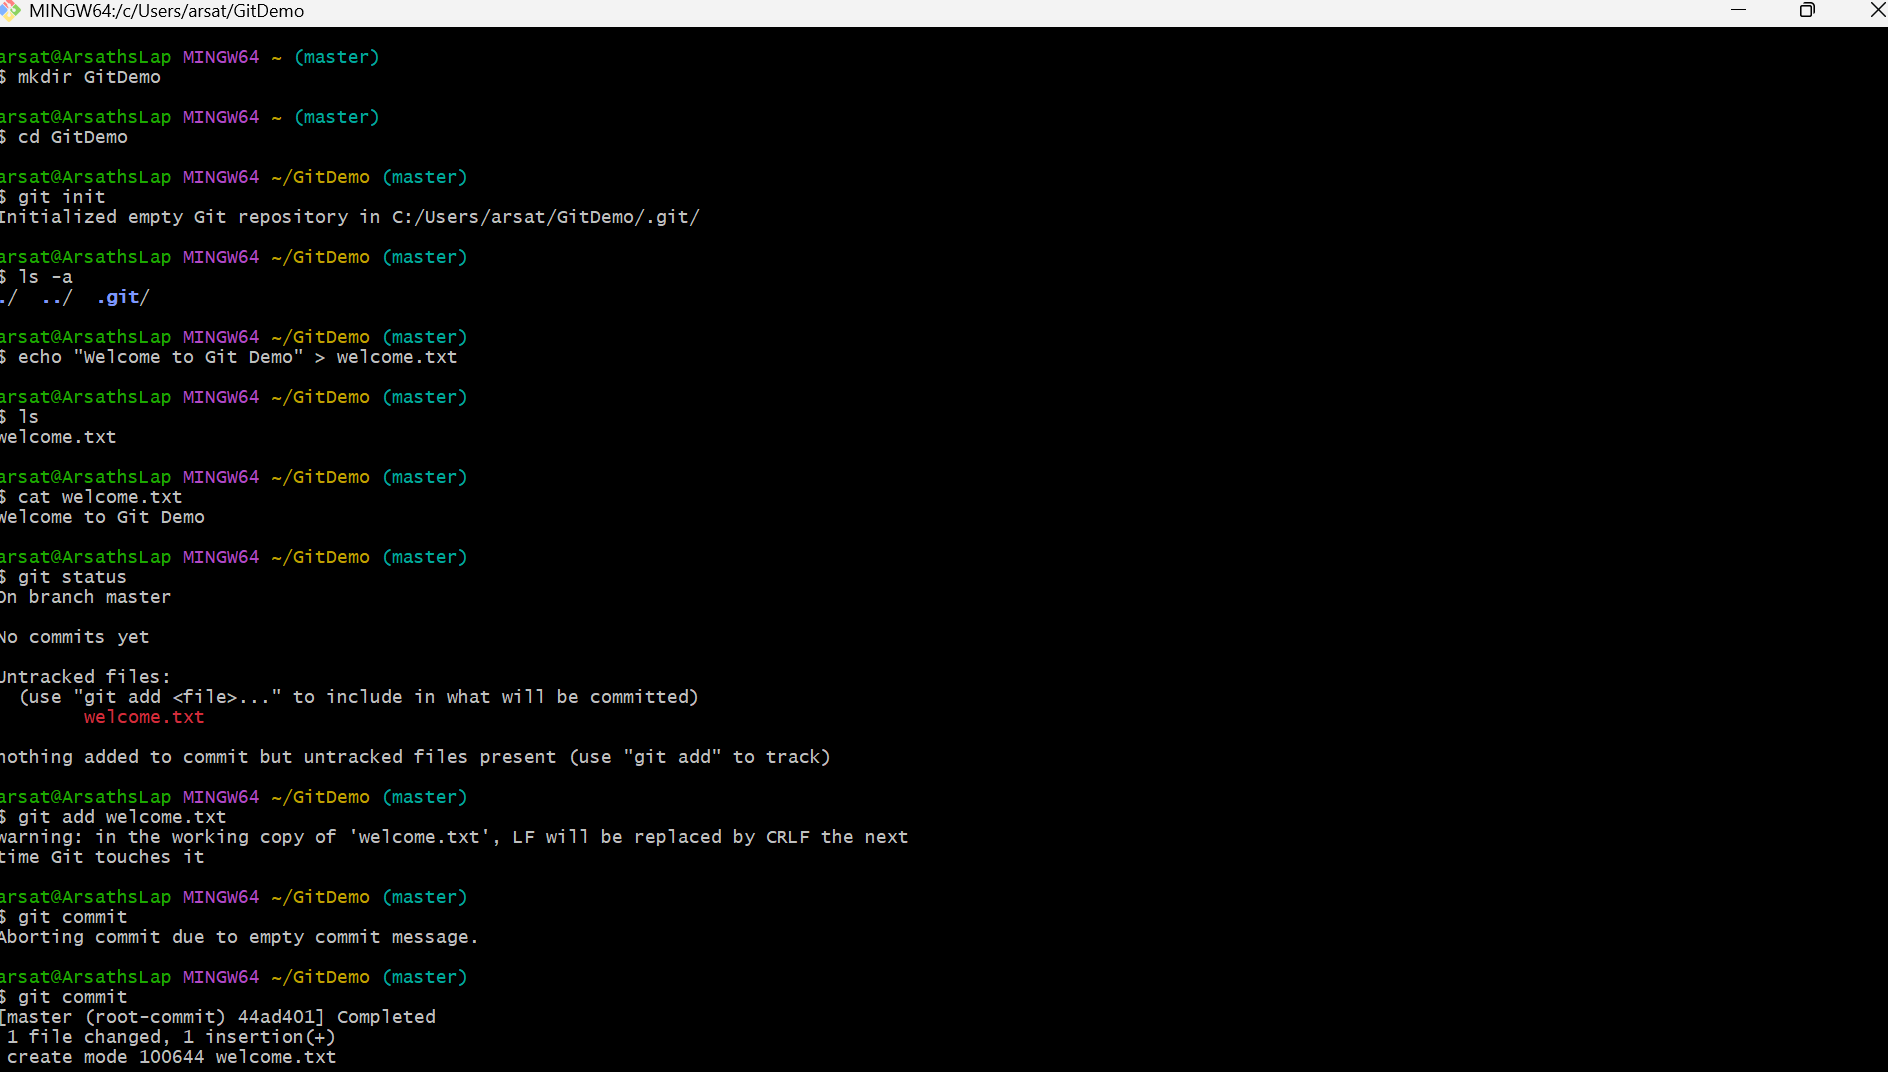 MINGW64:/c/Users/arsat/GitDemo
arsat@ArsathsLap MINGW64 ~ (master)
$ mkdir GitDemo
arsat@ArsathsLap MINGW64 ~ (master)
$ cd GitDemo
arsat@ArsathsLap MINGW64 ~/GitDemo (master)
$ git init
Initialized empty Git repository in C:/Users/arsat/GitDemo/.git/
arsat@ArsathsLap MINGW64 ~/GitDemo (master)
$ ls -a
./  ../  .git/
arsat@ArsathsLap MINGW64 ~/GitDemo (master)
$ echo "Welcome to Git Demo" > welcome.txt
arsat@ArsathsLap MINGW64 ~/GitDemo (master)
$ ls
welcome.txt
arsat@ArsathsLap MINGW64 ~/GitDemo (master)
$ cat welcome.txt
Welcome to Git Demo
arsat@ArsathsLap MINGW64 ~/GitDemo (master)
$ git status
On branch master
No commits yet
Untracked files:
  (use "git add <file>..." to include in what will be committed)
        welcome.txt
nothing added to commit but untracked files present (use "git add" to track)
arsat@ArsathsLap MINGW64 ~/GitDemo (master)
$ git add welcome.txt
warning: in the working copy of 'welcome.txt', LF will be replaced by CRLF the next
time Git touches it
arsat@ArsathsLap MINGW64 ~/GitDemo (master)
$ git commit
Aborting commit due to empty commit message.
arsat@ArsathsLap MINGW64 ~/GitDemo (master)
$ git commit
[master (root-commit) 44ad401] Completed
 1 file changed, 1 insertion(+)
 create mode 100644 welcome.txt